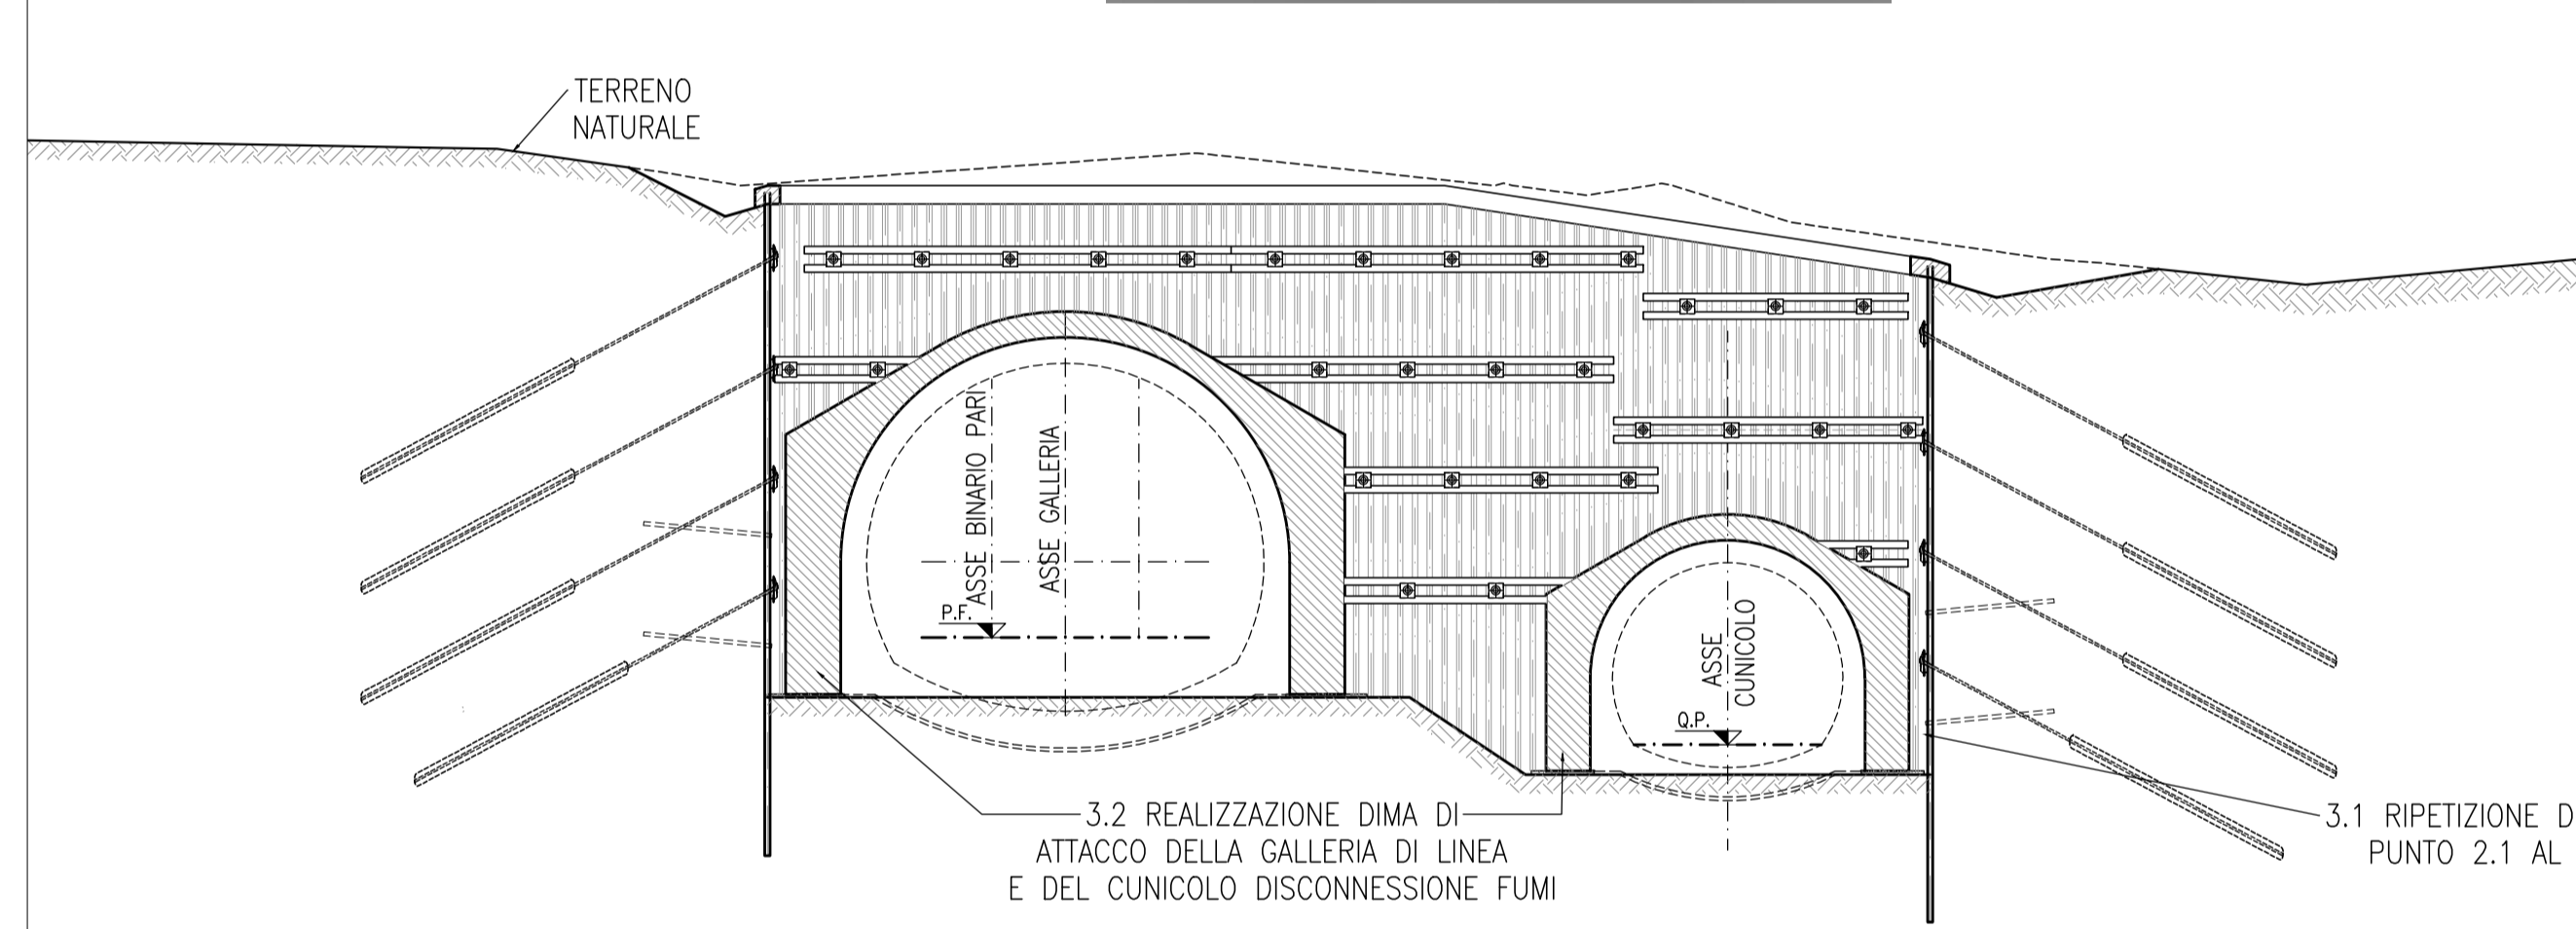 TERRENO
NATURALE
ASSE BINARIO PARI
ASSE GALLERIA
P.F.
ASSE
CUNICOLO
Q.P.
3.2 REALIZZAZIONE DIMA DI
ATTACCO DELLA GALLERIA DI LINEA
E DEL CUNICOLO DISCONNESSIONE FUMI
3.1 RIPETIZIONE D
PUNTO 2.1 AL